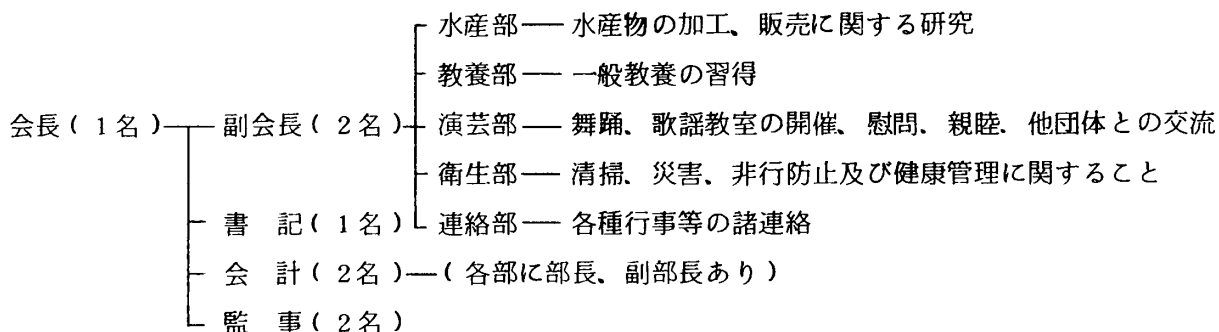 水産部 ── 水産物の加工、販売に関する研究
教養部 ── 一般教養の習得
会長(1名) 副会長(2名) 演芸部 ── 舞踊、歌謡教室の開催、慰問、親睦、他団体との交流
衛生部 ── 清掃、災害、非行防止及び健康管理に関すること
書 記(1名) 連絡部 ── 各種行事等の諸連絡
会 計(2名)─(各部に部長、副部長あり)
監 事(2名)